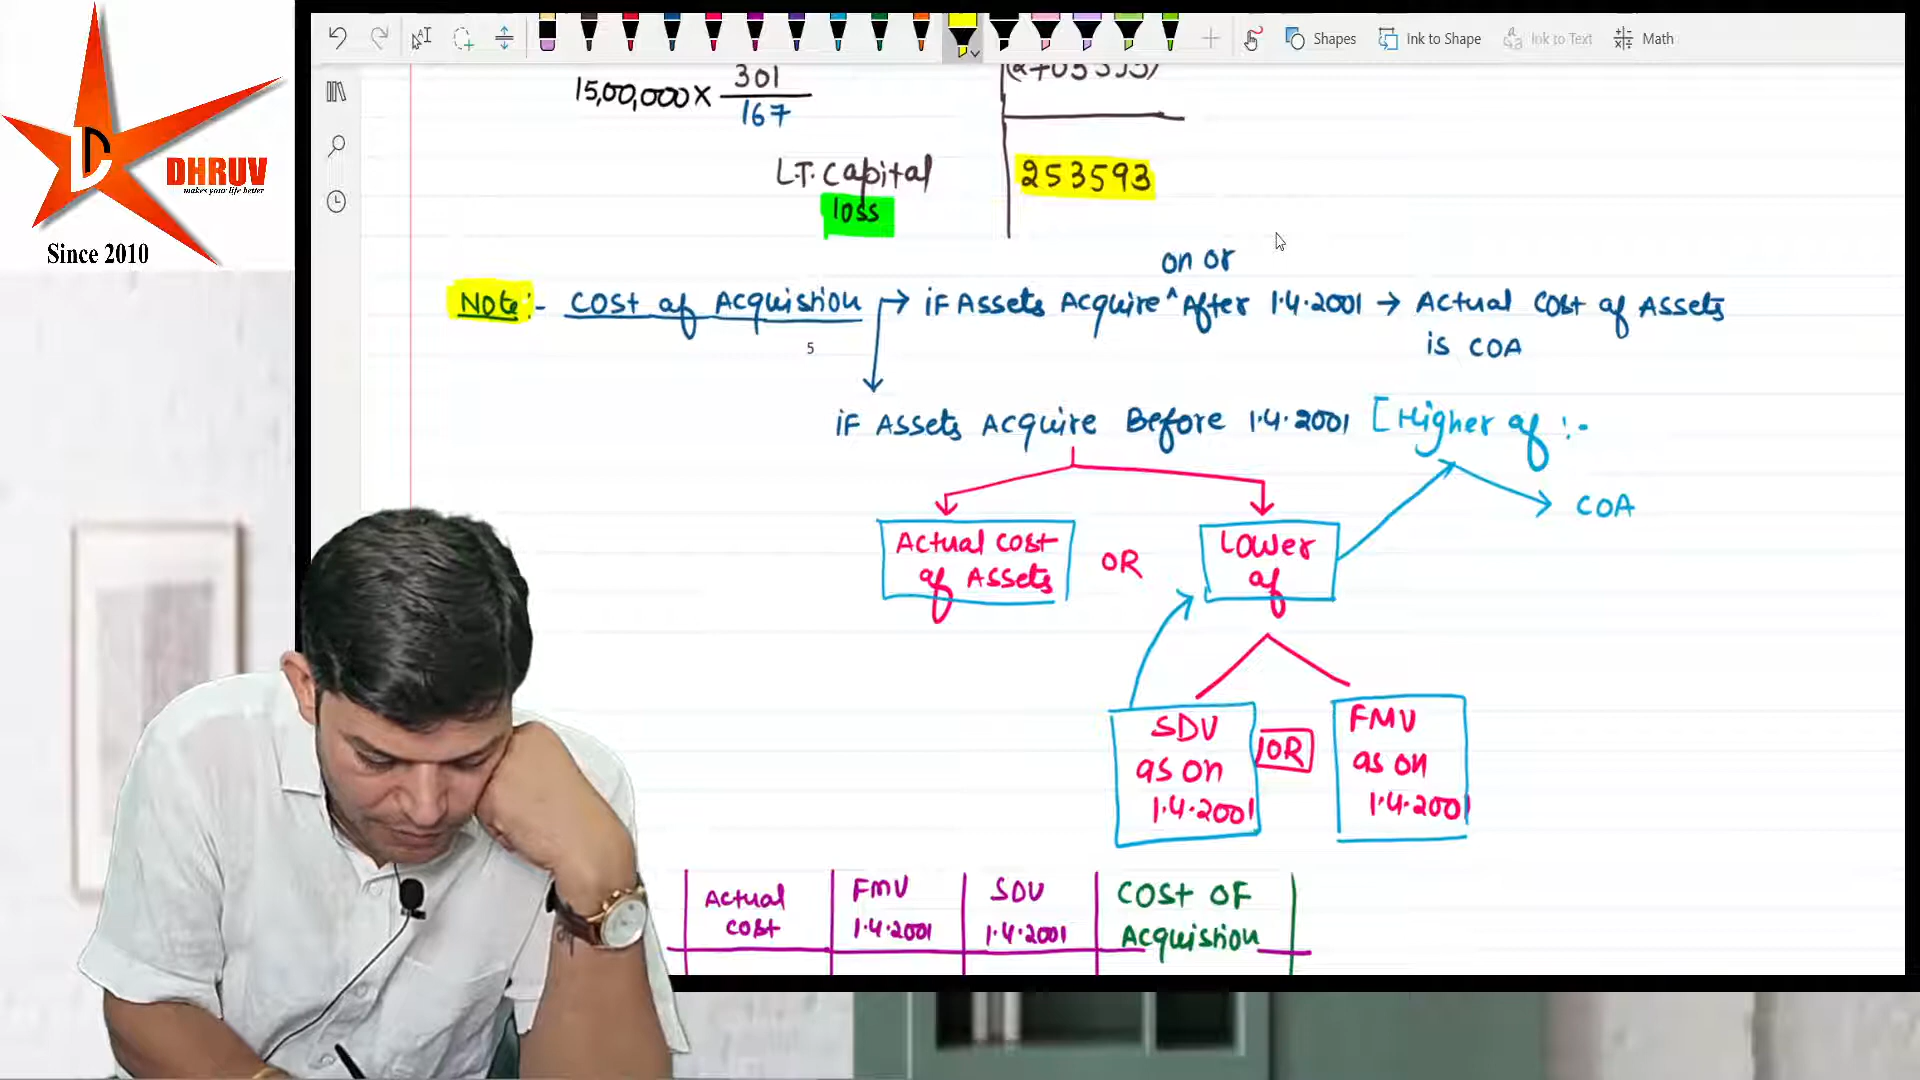 Shapes
Ink to Shape
Ink to Text
Math
15,00,000 × 301
167
L.T. Capital
loss
253593
DC
DHRUV
makes your life better
Since 2010
on or
Note:- Cost of Acquistion → if Assets Acquire ^ After 1.4.2001 → Actual Cost of Assets
is COA
5
if Assets Acquire Before 1.4.2001 [Higher of :-
COA
Actual Cost
of Assets
OR
Lower
of
SDV
as on
1.4.2001
OR
FMV
as on
1.4.2001
Actual
cost
FMV
1.4.2001
SDV
1.4.2001
COST OF
Acquistion